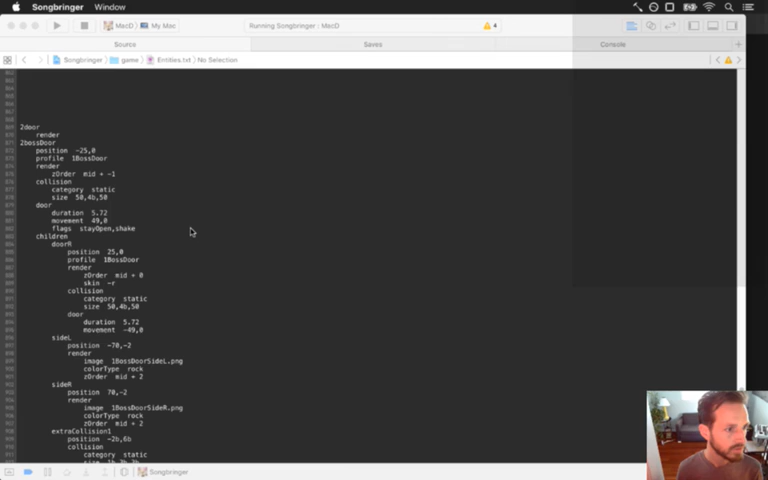 Songbringer Window
MacD My Mac Running Songbringer : MacD 4
Source Saves Console
Songbringer game Entities.txt No Selection
2door
render
2bossDoor
position -25,0
profile 1BossDoor
render
zOrder mid + -1
collision
category static
size 50,4b,50
door
duration 5.72
movement 49,0
flags stayOpen,shake
children
doorR
position 25,0
profile 1BossDoor
render
zOrder mid + 0
skin -r
collision
category static
size 50,4b,50
door
duration 5.72
movement -49,0
sideL
position -70,-2
render
image 1BossDoorSideL.png
colorType rock
zOrder mid + 2
sideR
position 70,-2
render
image 1BossDoorSideR.png
colorType rock
zOrder mid + 2
extraCollision1
position -2b,6b
collision
category static
Songbringer